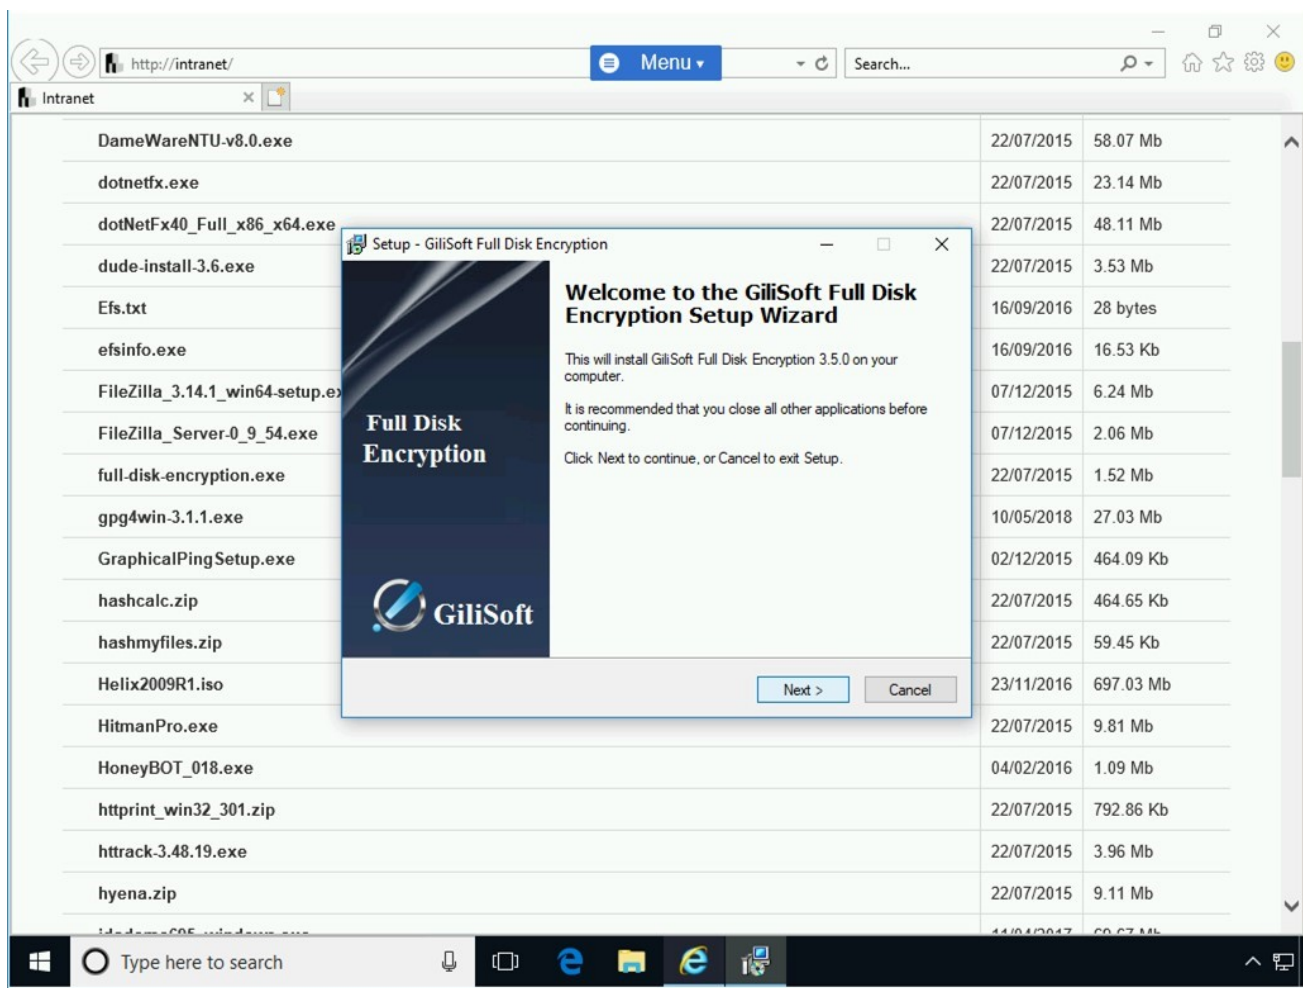 http://intranet/
Menu
Search...
Intranet
DameWareNTU-v8.0.exe 22/07/2015 58.07 Mb
dotnetfx.exe 22/07/2015 23.14 Mb
dotNetFx40_Full_x86_x64.exe 22/07/2015 48.11 Mb
dude-install-3.6.exe 22/07/2015 3.53 Mb
Efs.txt 16/09/2016 28 bytes
efsinfo.exe 16/09/2016 16.53 Kb
FileZilla_3.14.1_win64-setup.ex 07/12/2015 6.24 Mb
FileZilla_Server-0_9_54.exe 07/12/2015 2.06 Mb
full-disk-encryption.exe 22/07/2015 1.52 Mb
gpg4win-3.1.1.exe 10/05/2018 27.03 Mb
GraphicalPingSetup.exe 02/12/2015 464.09 Kb
hashcalc.zip 22/07/2015 464.65 Kb
hashmyfiles.zip 22/07/2015 59.45 Kb
Helix2009R1.iso 23/11/2016 697.03 Mb
HitmanPro.exe 22/07/2015 9.81 Mb
HoneyBOT_018.exe 04/02/2016 1.09 Mb
httprint_win32_301.zip 22/07/2015 792.86 Kb
httrack-3.48.19.exe 22/07/2015 3.96 Mb
hyena.zip 22/07/2015 9.11 Mb
Setup - GiliSoft Full Disk Encryption
Full Disk
Encryption
GiliSoft
Welcome to the GiliSoft Full Disk
Encryption Setup Wizard
This will install GiliSoft Full Disk Encryption 3.5.0 on your
computer.
It is recommended that you close all other applications before
continuing.
Click Next to continue, or Cancel to exit Setup.
Next >
Cancel
Type here to search